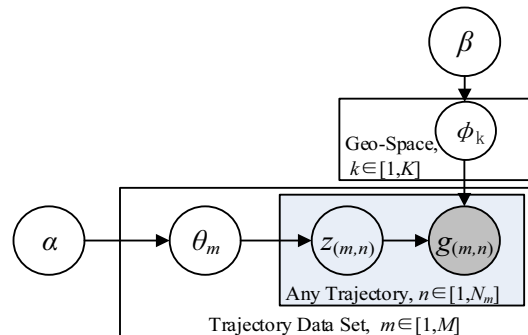 β
ϕk
Geo-Space,
k∈[1,K]
α
θm
z(m,n)
g(m,n)
Any Trajectory, n∈[1,Nm]
Trajectory Data Set, m∈[1,M]